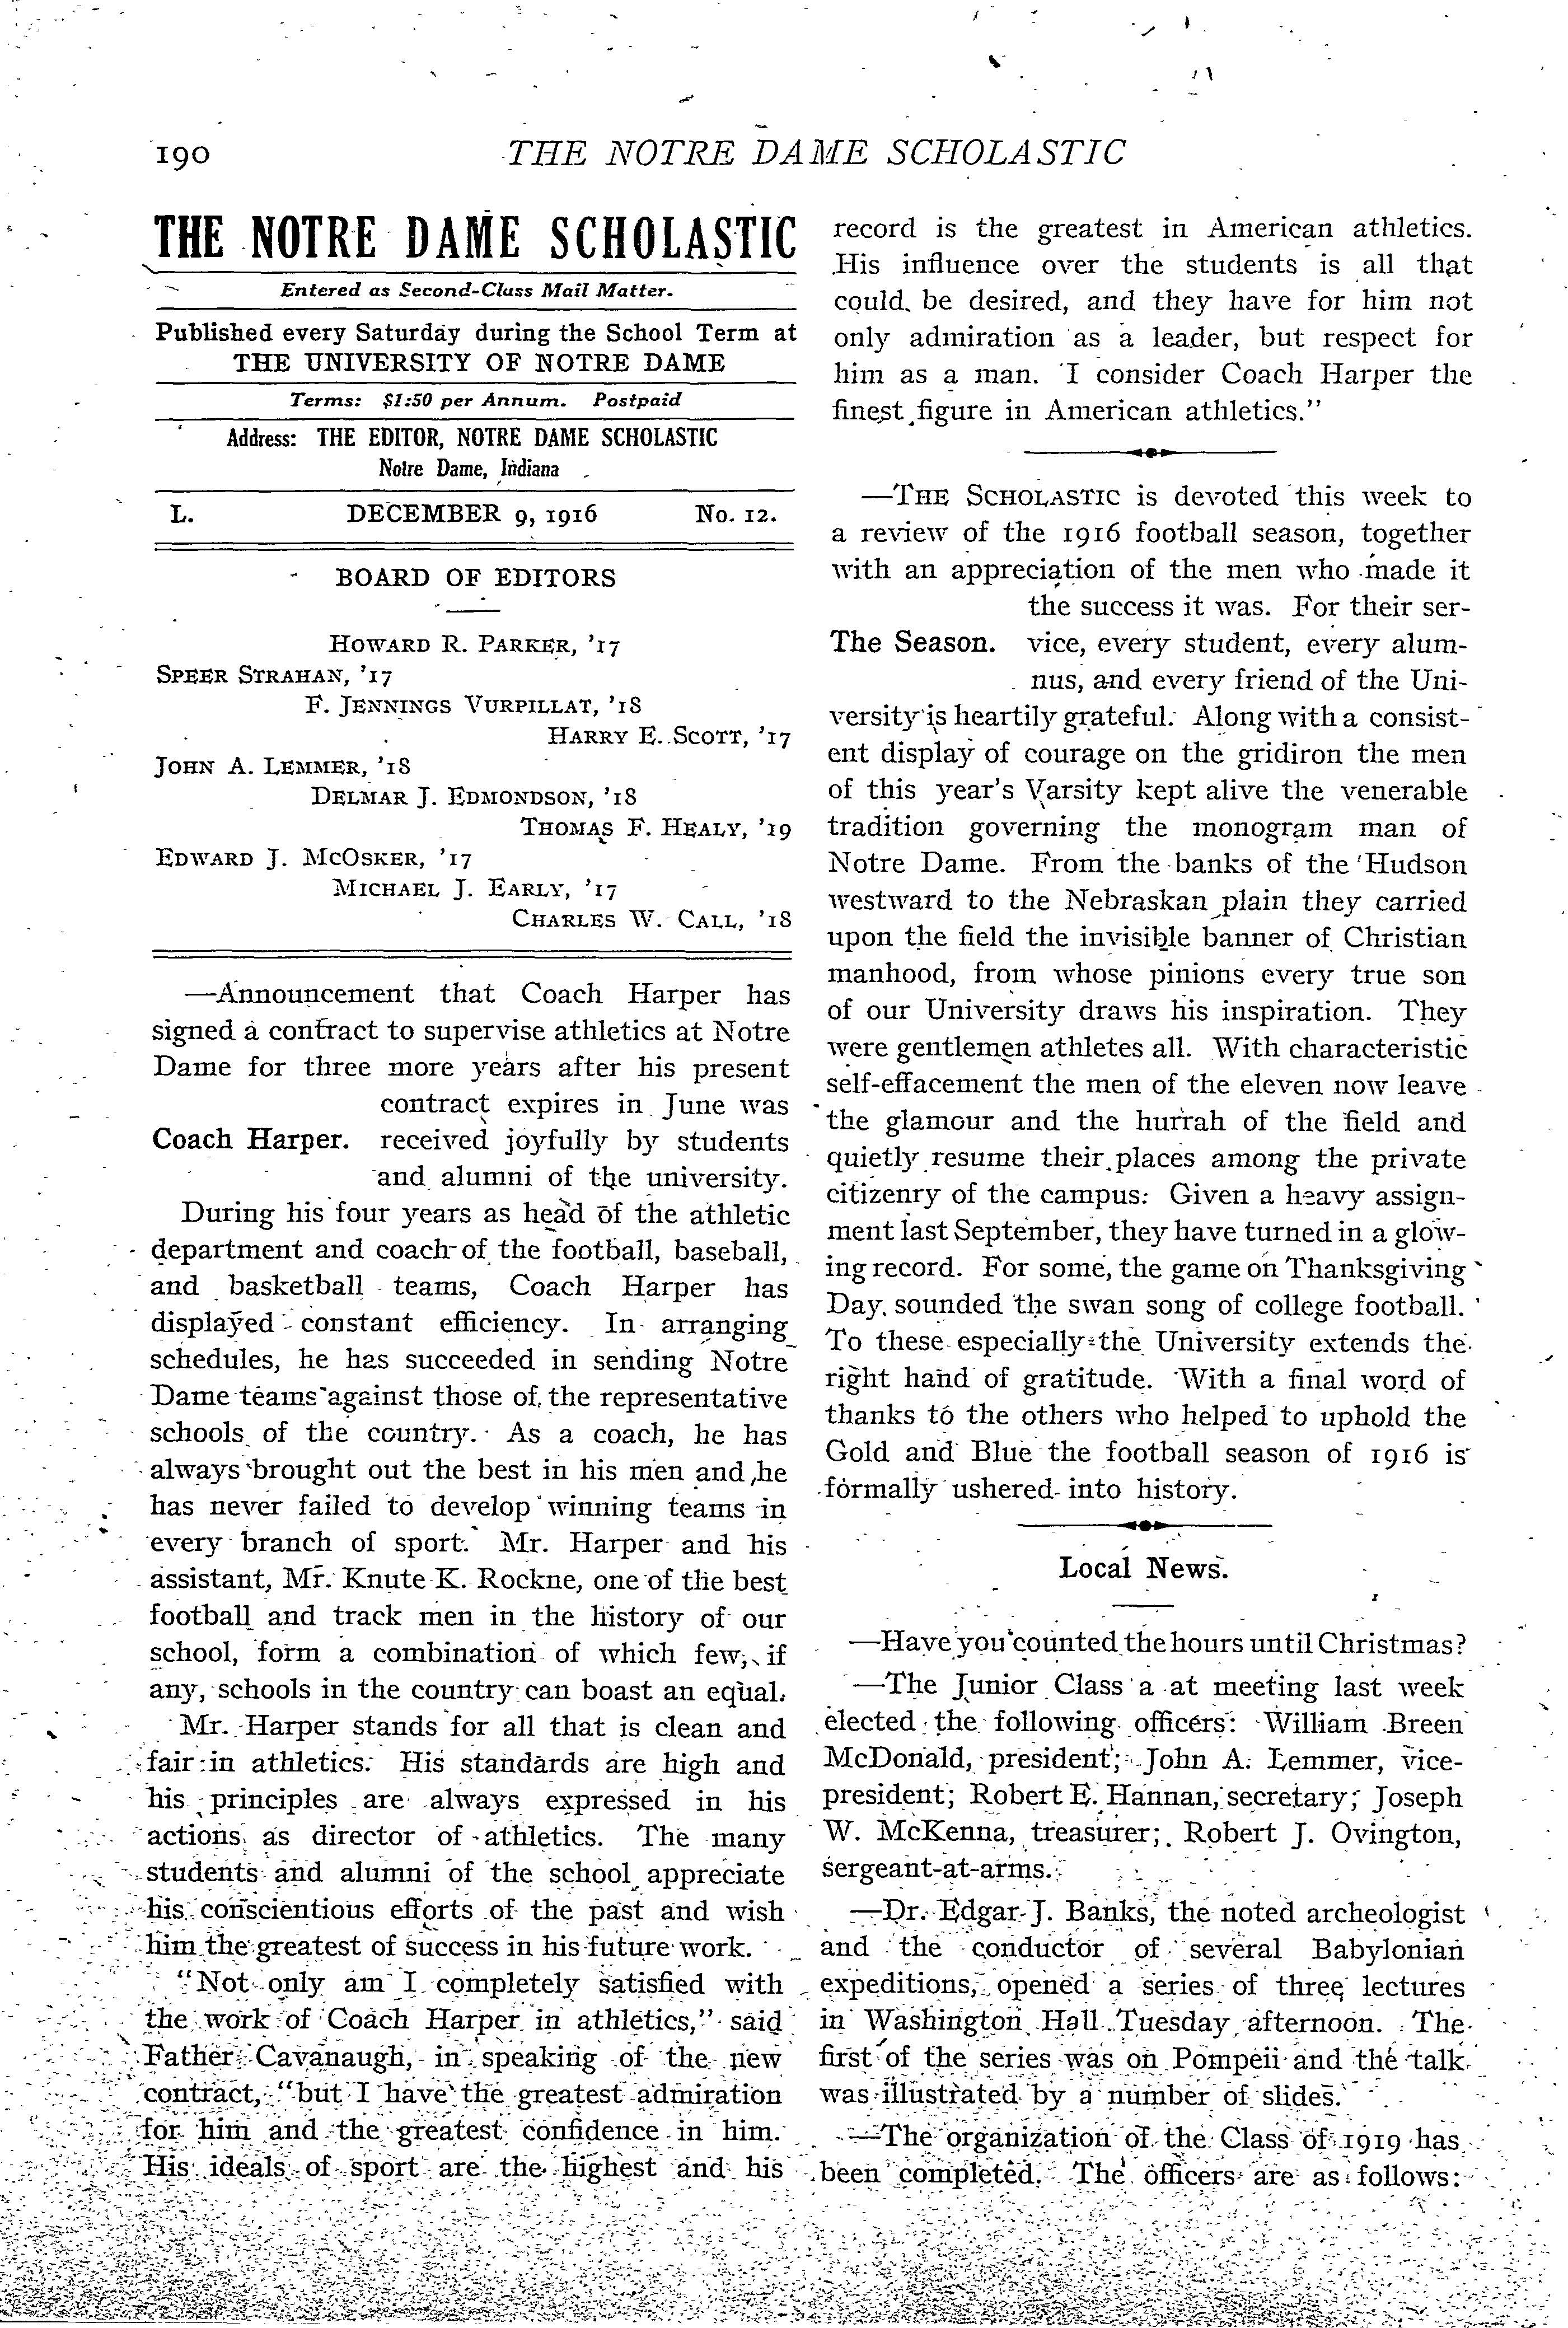 190
THE NOTRE DAME SCHOLASTIC
THE NOTRE DAME SCHOLASTIC
Entered as Second-Class Mail Matter.
Published every Saturday during the School Term at
THE UNIVERSITY OF NOTRE DAME
Terms: $1:50 per Annum. Postpaid
Address: THE EDITOR, NOTRE DAME SCHOLASTIC
Notre Dame, Indiana
L. DECEMBER 9, 1916 No. 12.
BOARD OF EDITORS
HOWARD R. PARKER, '17
SPEER STRAHAN, '17
F. JENNINGS VURPILLAT, '18
HARRY E. SCOTT, '17
JOHN A. LEMMER, '18
DELMAR J. EDMONDSON, '18
THOMAS F. HEALY, '19
EDWARD J. MCOSKER, '17
MICHAEL J. EARLY, '17
CHARLES W. CALL, '18
—Announcement that Coach Harper has
signed a contract to supervise athletics at Notre
Dame for three more years after his present
contract expires in June was
Coach Harper. received joyfully by students
and alumni of the university.
During his four years as head of the athletic
department and coach of the football, baseball,
and basketball teams, Coach Harper has
displayed constant efficiency. In arranging
schedules, he has succeeded in sending Notre
Dame teams against those of the representative
schools of the country. As a coach, he has
always brought out the best in his men and he
has never failed to develop winning teams in
every branch of sport. Mr. Harper and his
assistant, Mr. Knute K. Rockne, one of the best
football and track men in the history of our
school, form a combination of which few, if
any, schools in the country can boast an equal.
Mr. Harper stands for all that is clean and
fair in athletics. His standards are high and
his principles are always expressed in his
actions as director of athletics. The many
students and alumni of the school appreciate
his conscientious efforts of the past and wish
him the greatest of success in his future work.
"Not only am I completely satisfied with
the work of Coach Harper in athletics," said
Father Cavanaugh, in speaking of the new
contract, "but I have the greatest admiration
for him and the greatest confidence in him.
His ideals of sport are the highest and his
record is the greatest in American athletics.
His influence over the students is all that
could be desired, and they have for him not
only admiration as a leader, but respect for
him as a man. I consider Coach Harper the
finest figure in American athletics."
—THE SCHOLASTIC is devoted this week to
a review of the 1916 football season, together
with an appreciation of the men who made it
the success it was. For their ser-
The Season. vice, every student, every alum-
nus, and every friend of the Uni-
versity is heartily grateful. Along with a consist-
ent display of courage on the gridiron the men
of this year's Varsity kept alive the venerable
tradition governing the monogram man of
Notre Dame. From the banks of the Hudson
westward to the Nebraskan plain they carried
upon the field the invisible banner of Christian
manhood, from whose pinions every true son
of our University draws his inspiration. They
were gentlemen athletes all. With characteristic
self-effacement the men of the eleven now leave
the glamour and the hurrah of the field and
quietly resume their places among the private
citizenry of the campus. Given a heavy assign-
ment last September, they have turned in a glow-
ing record. For some, the game on Thanksgiving
Day sounded the swan song of college football.
To these especially the University extends the
right hand of gratitude. With a final word of
thanks to the others who helped to uphold the
Gold and Blue the football season of 1916 is
formally ushered into history.
Local News.
—Have you counted the hours until Christmas?
—The Junior Class a at meeting last week
elected the following officers: William Breen
McDonald, president; John A. Lemmer, vice-
president; Robert E. Hannan, secretary; Joseph
W. McKenna, treasurer; Robert J. Ovington,
sergeant-at-arms.
—Dr. Edgar J. Banks, the noted archeologist
and the conductor of several Babylonian
expeditions, opened a series of three lectures
in Washington Hall Tuesday afternoon. The
first of the series was on Pompeii and the talk
was illustrated by a number of slides.
—The organization of the Class of 1919 has
been completed. The officers are as follows: